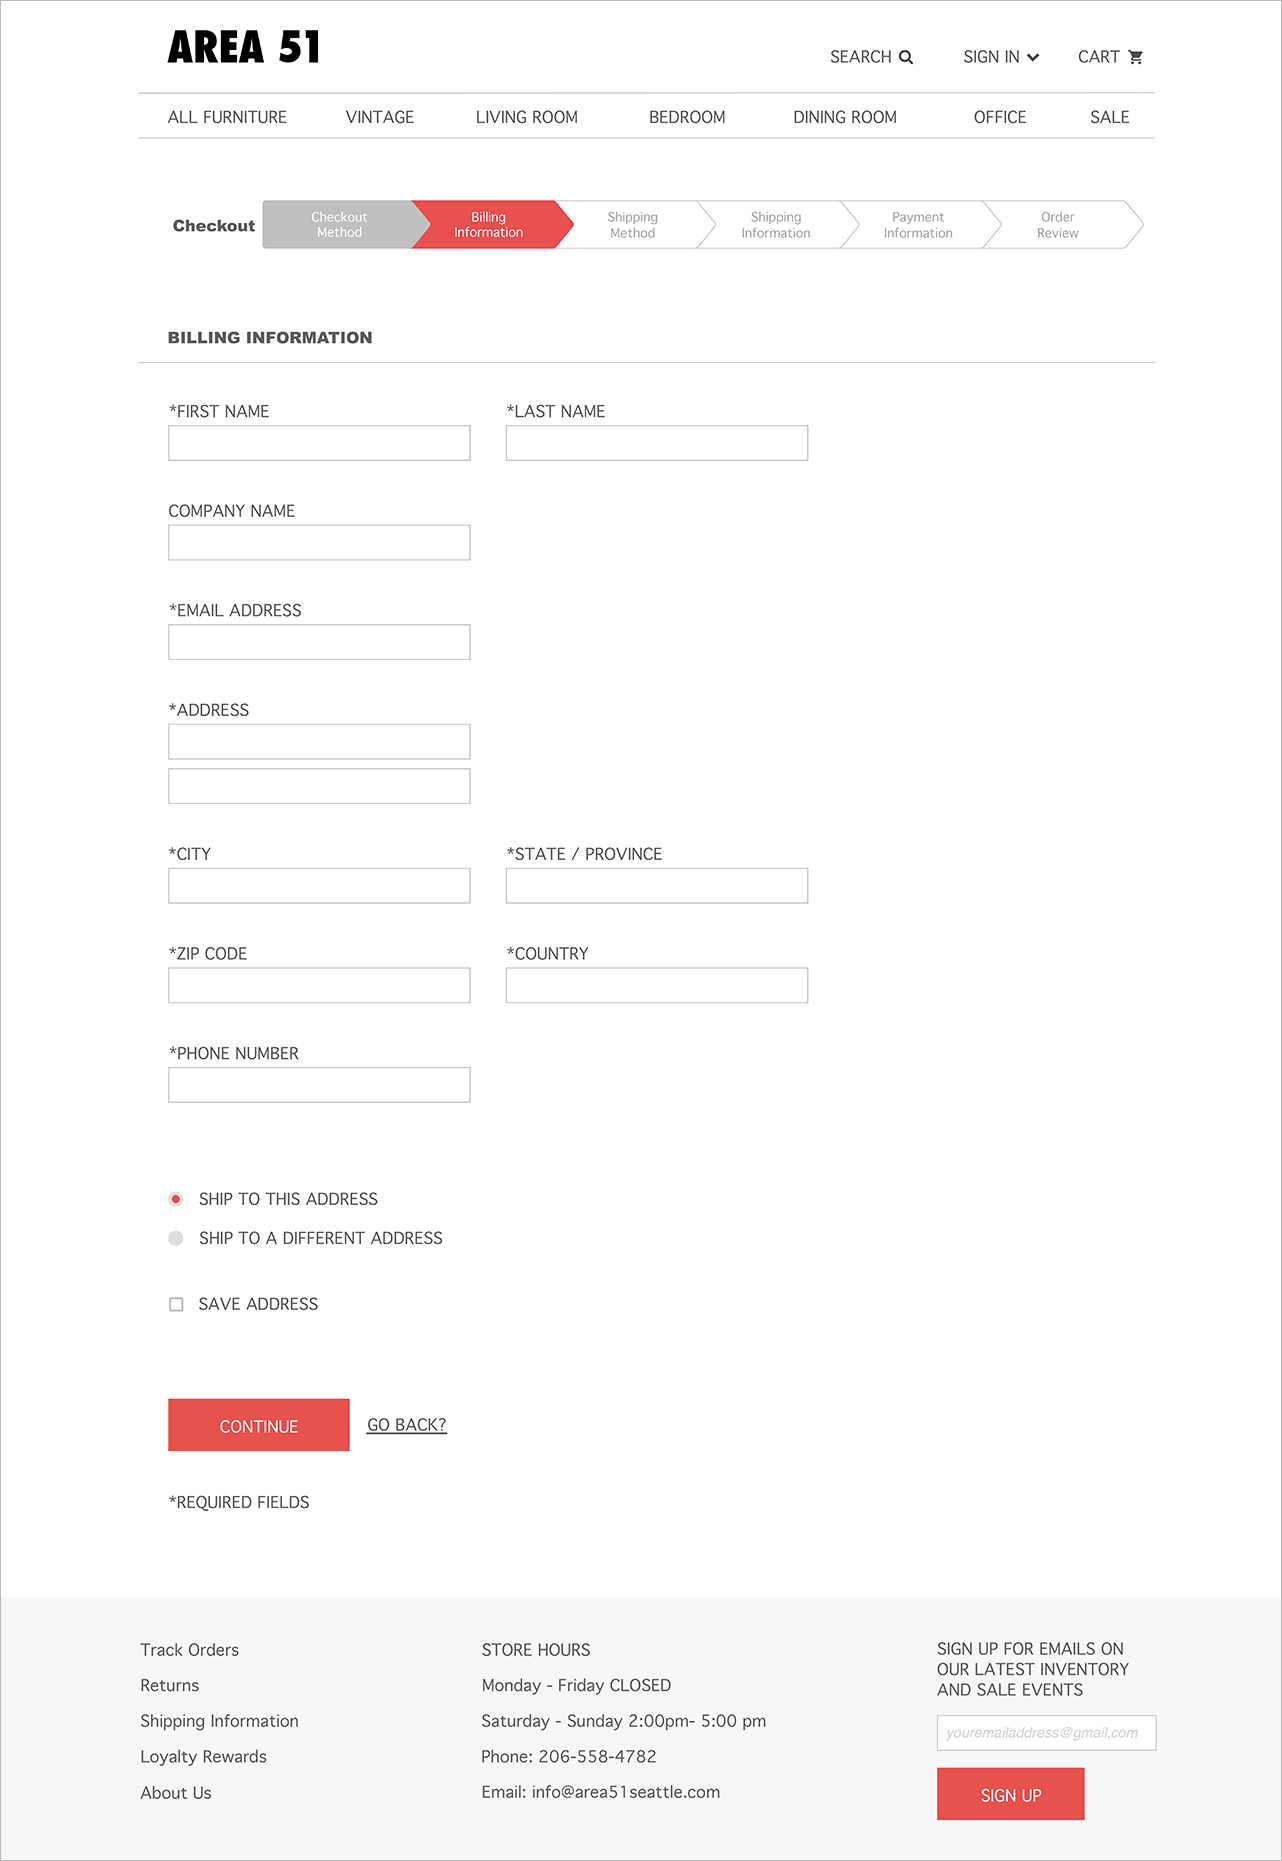 AREA 51
SEARCH
SIGN IN
CART
ALL FURNITURE
VINTAGE
LIVING ROOM
BEDROOM
DINING ROOM
OFFICE
SALE
Checkout
Checkout
Method
Billing
Information
Shipping
Method
Shipping
Information
Payment
Information
Order
Review
BILLING INFORMATION
*FIRST NAME
*LAST NAME
COMPANY NAME
*EMAIL ADDRESS
*ADDRESS
*CITY
*STATE / PROVINCE
*ZIP CODE
*COUNTRY
*PHONE NUMBER
SHIP TO THIS ADDRESS
SHIP TO A DIFFERENT ADDRESS
SAVE ADDRESS
CONTINUE
GO BACK?
*REQUIRED FIELDS
Track Orders
Returns
Shipping Information
Loyalty Rewards
About Us
STORE HOURS
Monday - Friday CLOSED
Saturday - Sunday 2:00pm- 5:00 pm
Phone: 206-558-4782
Email: info@area51seattle.com
SIGN UP FOR EMAILS ON
OUR LATEST INVENTORY
AND SALE EVENTS
youremailaddress@gmail.com
SIGN UP